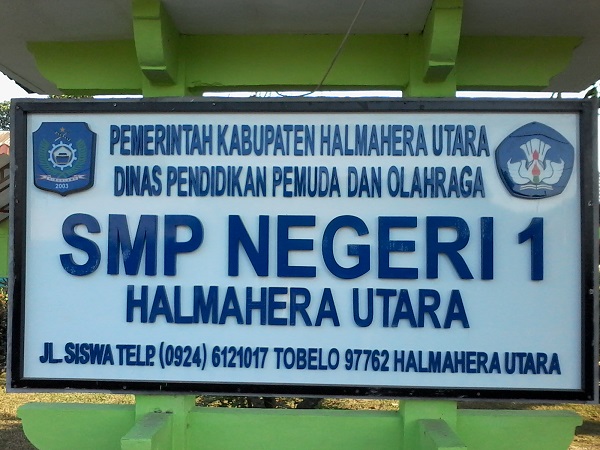 PEMERINTAH KABUPATEN HALMAHERA UTARA
DINAS PENDIDIKAN PEMUDA DAN OLAHRAGA
SMP NEGERI 1
HALMAHERA UTARA
JL. SISWA TELP. (0924) 6121017 TOBELO 97762 HALMAHERA UTARA
2003